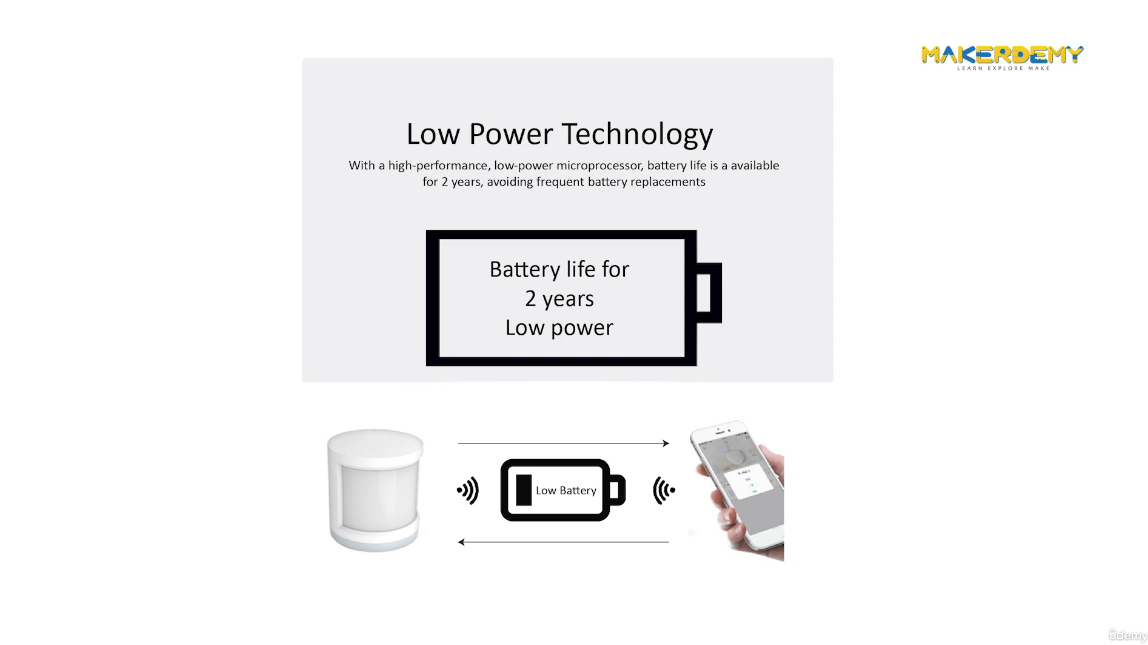 MAKERDEMY
LEARN EXPLORE MAKE
Low Power Technology
With a high-performance, low-power microprocessor, battery life is a available
for 2 years, avoiding frequent battery replacements
Battery life for
2 years
Low power
Low Battery
ûdemy